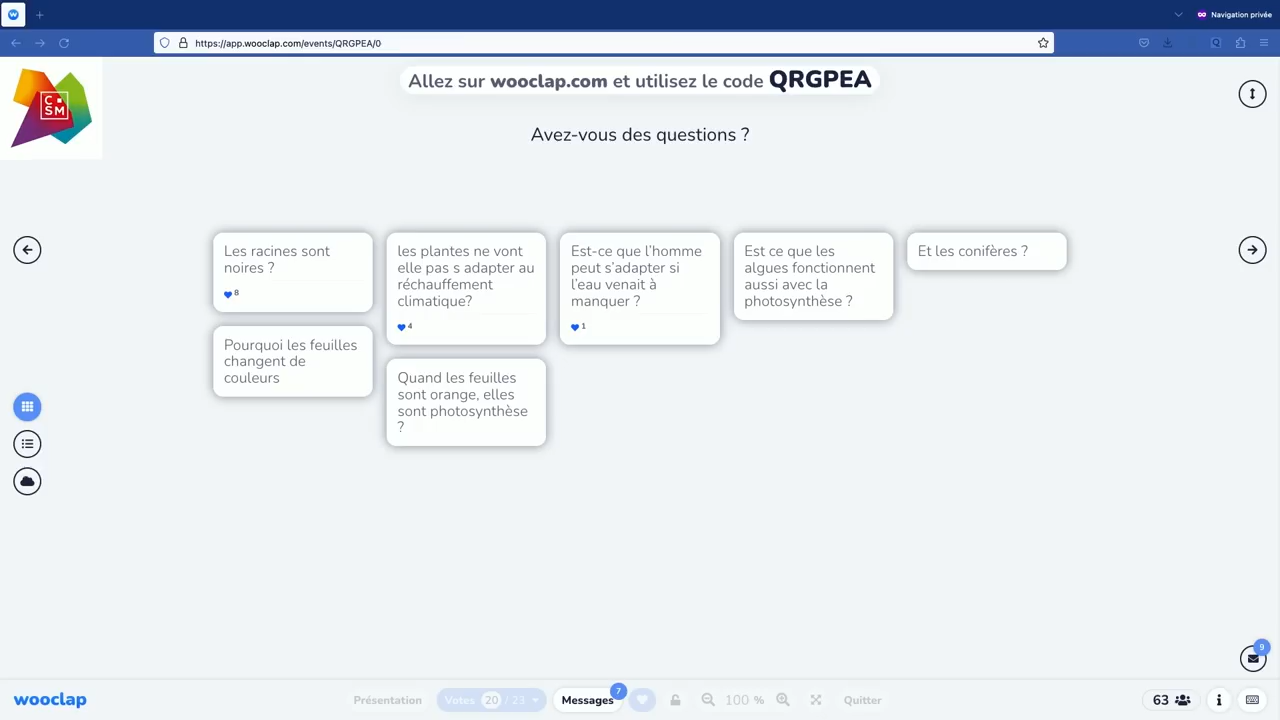 Navigation privée
https://app.wooclap.com/events/QRGPEA/0
C
SM
Allez sur wooclap.com et utilisez le code QRGPEA
Avez-vous des questions ?
Les racines sont
noires ?
8
les plantes ne vont
elle pas s adapter au
réchauffement
climatique?
4
Est-ce que l'homme
peut s'adapter si
l'eau venait à
manquer ?
1
Est ce que les
algues fonctionnent
aussi avec la
photosynthèse ?
Et les conifères ?
Pourquoi les feuilles
changent de
couleurs
Quand les feuilles
sont orange, elles
sont photosynthèse
?
9
wooclap
Présentation
Votes 20 / 23
Messages
7
100 %
Quitter
63